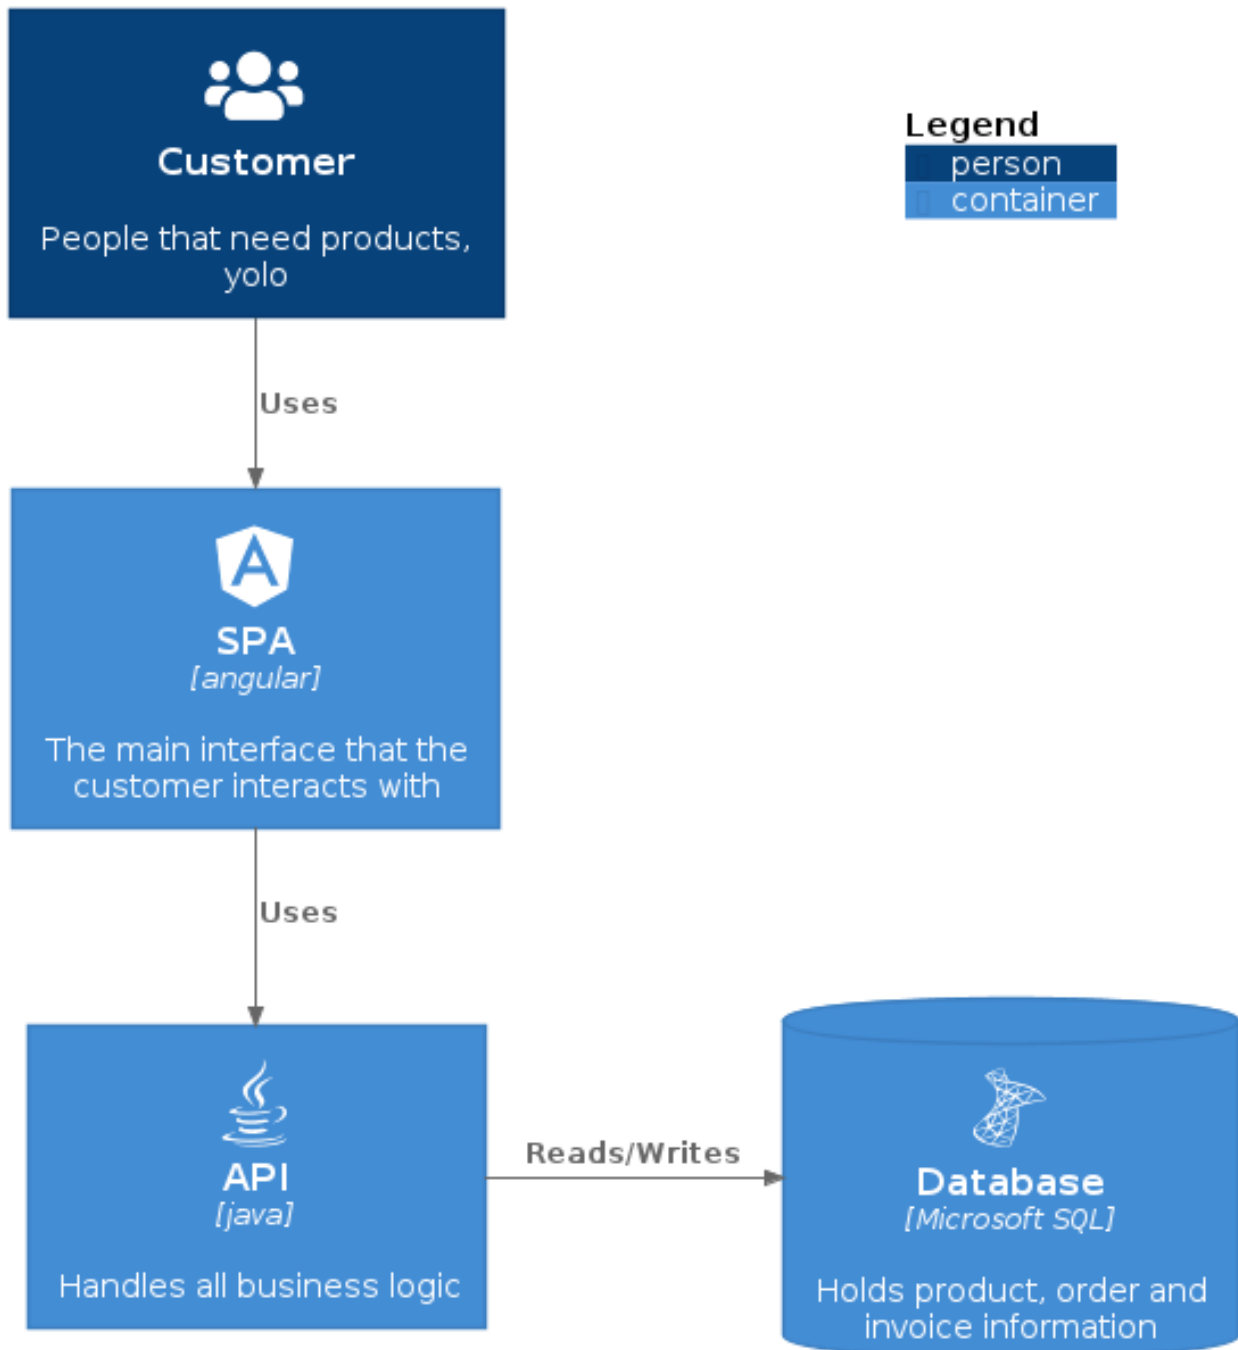 Customer
People that need products,
yolo
Legend
person
container
Uses
SPA
[angular]
The main interface that the
customer interacts with
Uses
API
[java]
Handles all business logic
Reads/Writes
Database
[Microsoft SQL]
Holds product, order and
invoice information